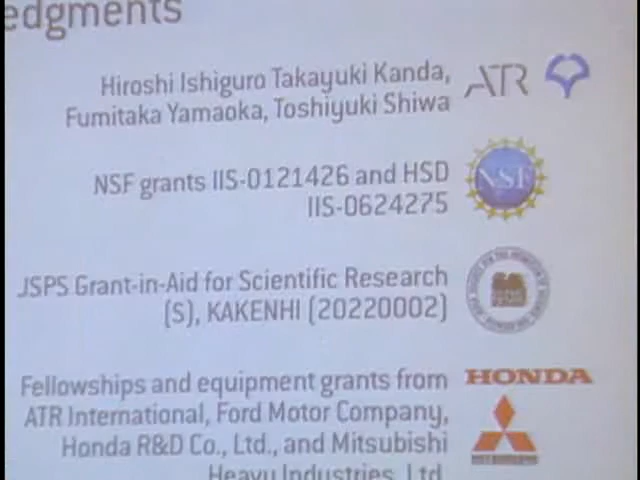 edgments
Hiroshi Ishiguro Takayuki Kanda,
Fumitaka Yamaoka, Toshiyuki Shiwa
ATR
NSF grants IIS-0121426 and HSD
IIS-0624275
NSF
JSPS Grant-in-Aid for Scientific Research
(S), KAKENHI (20220002)
Fellowships and equipment grants from
ATR International, Ford Motor Company,
Honda R&D Co., Ltd., and Mitsubishi
Heavy Industries, Ltd.
HONDA